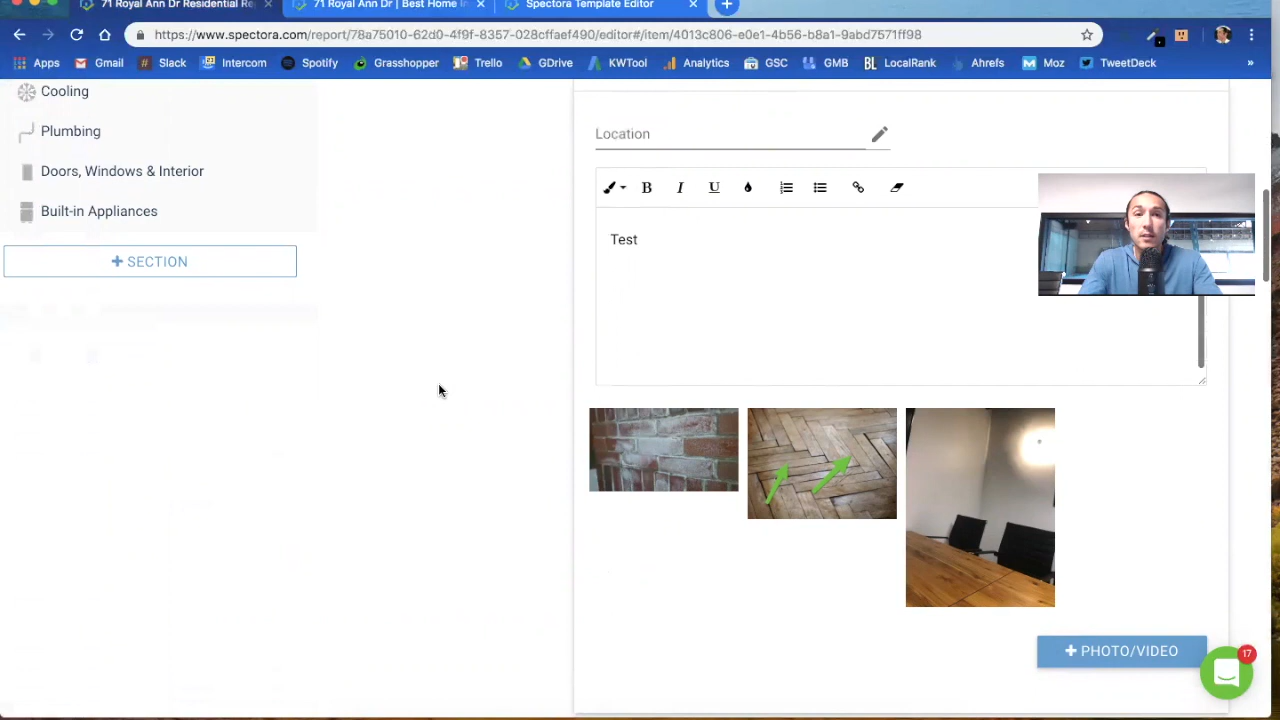 71 Royal Ann Dr Residential Re
71 Royal Ann Dr | Best Home In
Spectora Template Editor
https://www.spectora.com/report/78a75010-62d0-4f9f-8357-028cffaef490/editor#/item/4013c806-e0e1-4b56-b8a1-9abd7571ff98
Apps Gmail Slack Intercom Spotify Grasshopper Trello GDrive KWTool Analytics GSC GMB BL LocalRank Ahrefs Moz TweetDeck »
Cooling
Plumbing
Doors, Windows & Interior
Built-in Appliances
+ SECTION
Location
B I U
Test
+ PHOTO/VIDEO
17